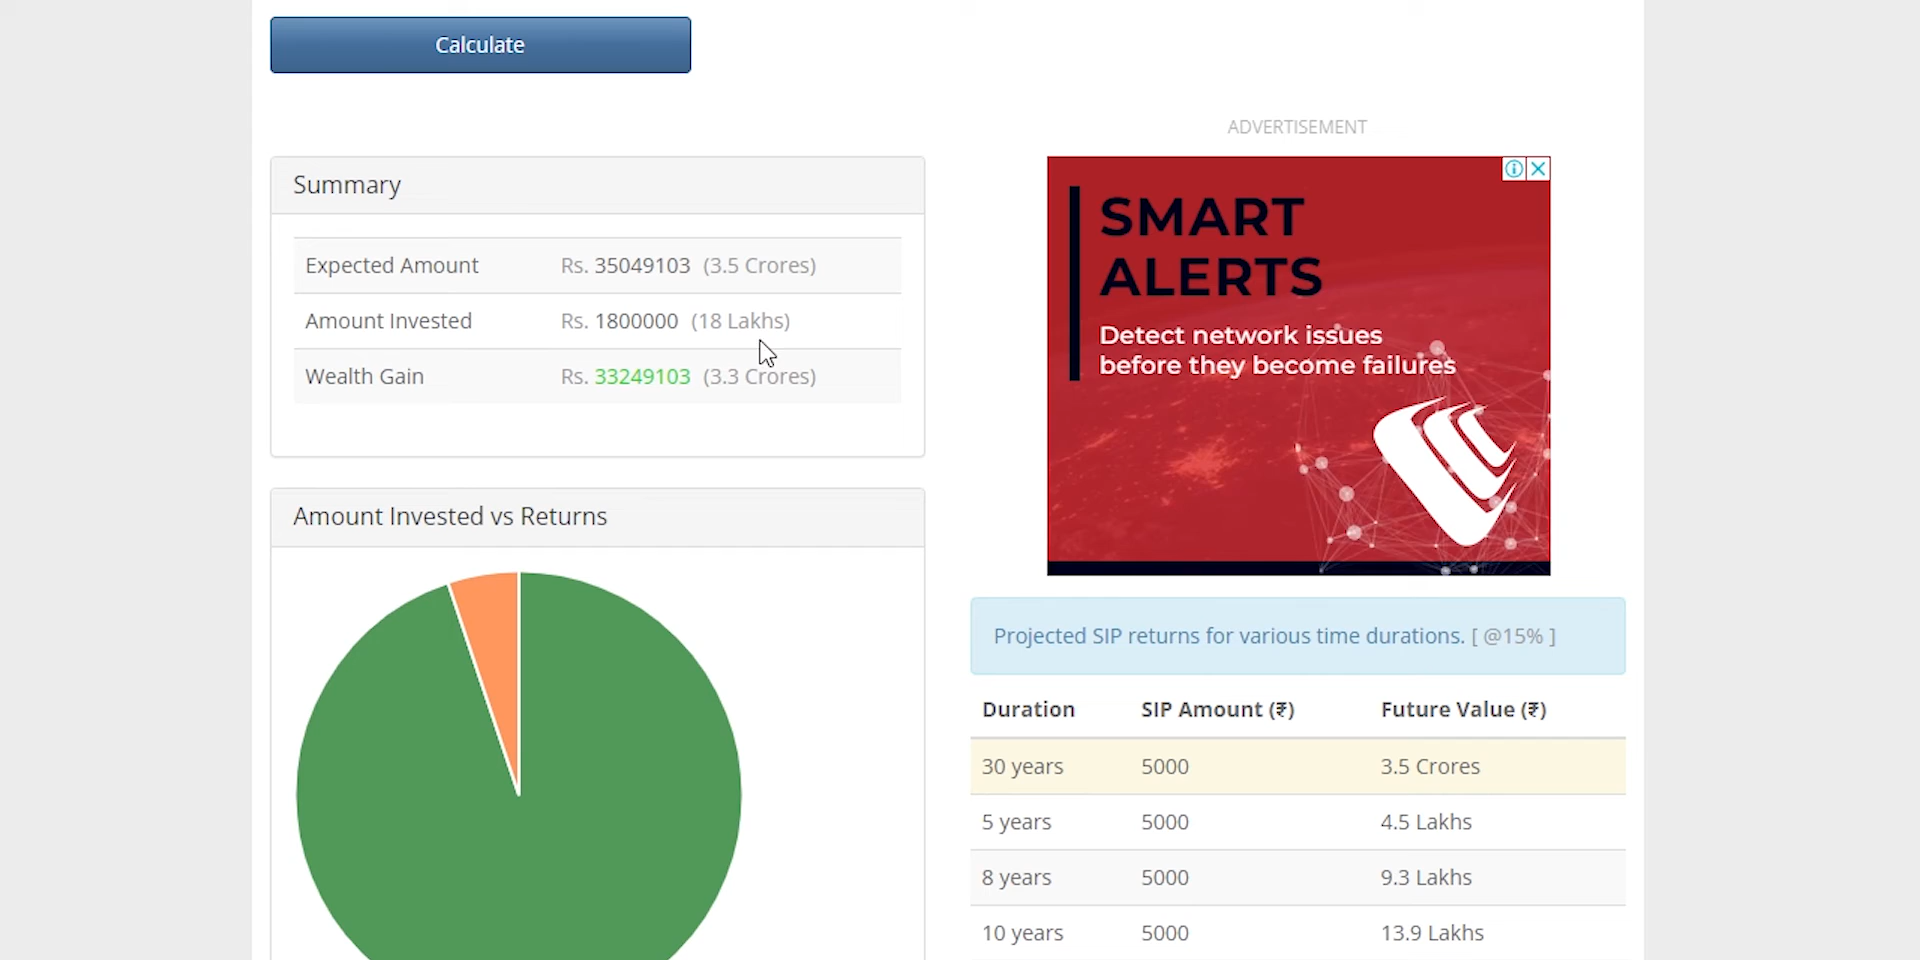 Calculate
ADVERTISEMENT
Summary
Expected Amount Rs. 35049103 (3.5 Crores)
Amount Invested Rs. 1800000 (18 Lakhs)
Wealth Gain Rs. 33249103 (3.3 Crores)
SMART
ALERTS
Detect network issues
before they become failures
Amount Invested vs Returns
Projected SIP returns for various time durations. [ @15% ]
Duration SIP Amount (₹) Future Value (₹)
30 years 5000 3.5 Crores
5 years 5000 4.5 Lakhs
8 years 5000 9.3 Lakhs
10 years 5000 13.9 Lakhs